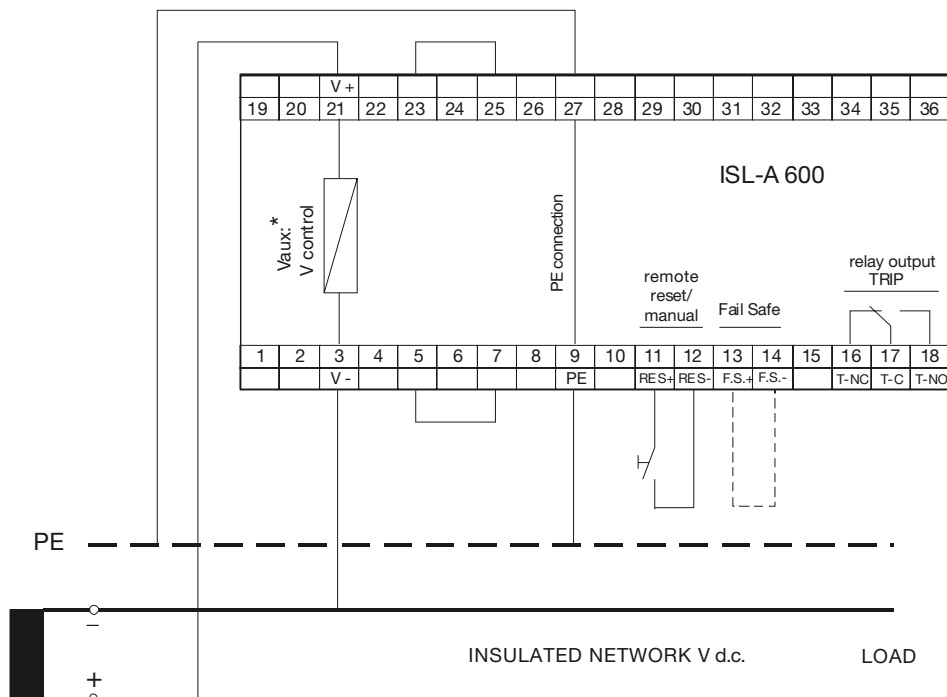 V +
19 20 21 22 23 24 25 26 27 28 29 30 31 32 33 34 35 36
ISL-A 600
Vaux:*
V control
PE connection
remote
reset/
manual
Fail Safe
relay output
TRIP
1 2 3 4 5 6 7 8 9 10 11 12 13 14 15 16 17 18
V - PE RES+ RES- F.S.+ F.S.- T-NC T-C T-NO
PE
–
INSULATED NETWORK V d.c. LOAD
+